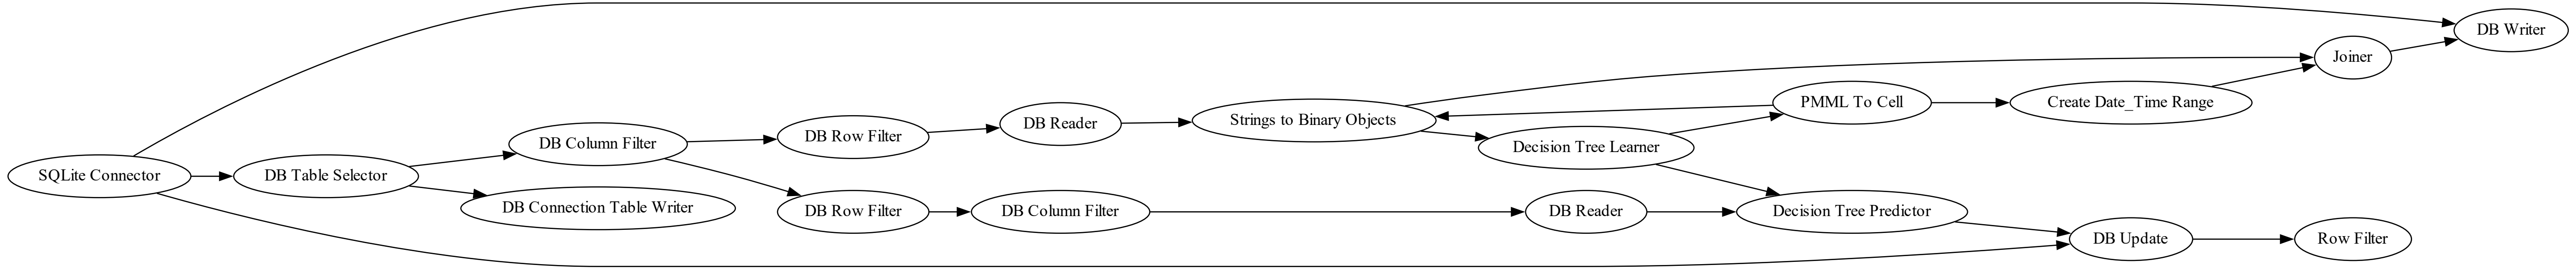 SQLite Connector
DB Table Selector
DB Column Filter
DB Connection Table Writer
DB Row Filter
DB Row Filter
DB Reader
DB Column Filter
Strings to Binary Objects
Decision Tree Learner
DB Reader
PMML To Cell
Decision Tree Predictor
Create Date_Time Range
DB Update
Joiner
Row Filter
DB Writer